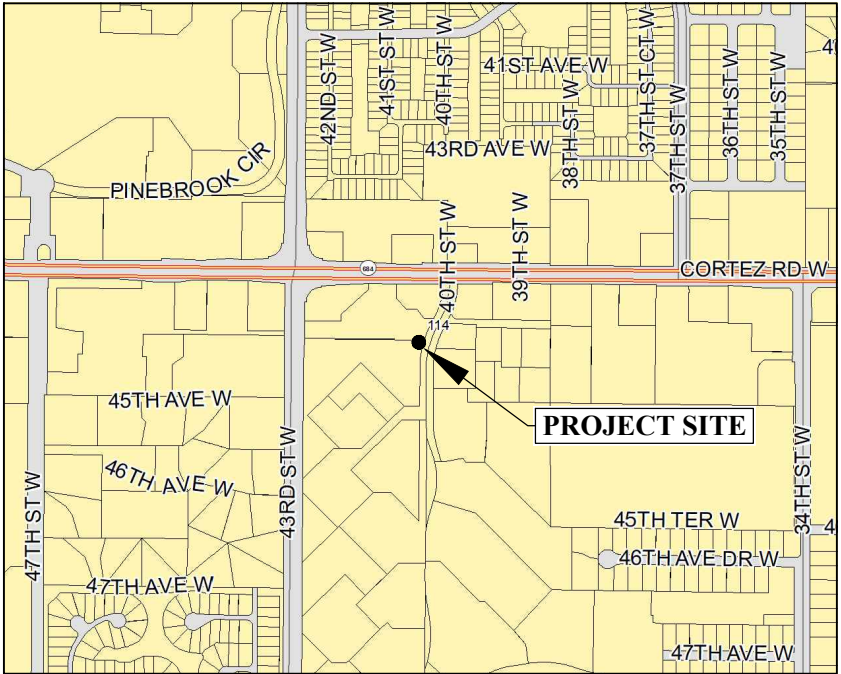 42ND ST W
41ST ST W
40TH ST W
41ST AVE W
38TH ST W
37TH ST CT W
37TH ST W
36TH ST W
35TH ST W
43RD AVE W
PINEBROOK CIR
40TH ST W
39TH ST W
684
CORTEZ RD W
114
45TH AVE W
PROJECT SITE
46TH AVE W
43RD ST W
47TH ST W
34TH ST W
45TH TER W
46TH AVE DR W
47TH AVE W
47TH AVE W